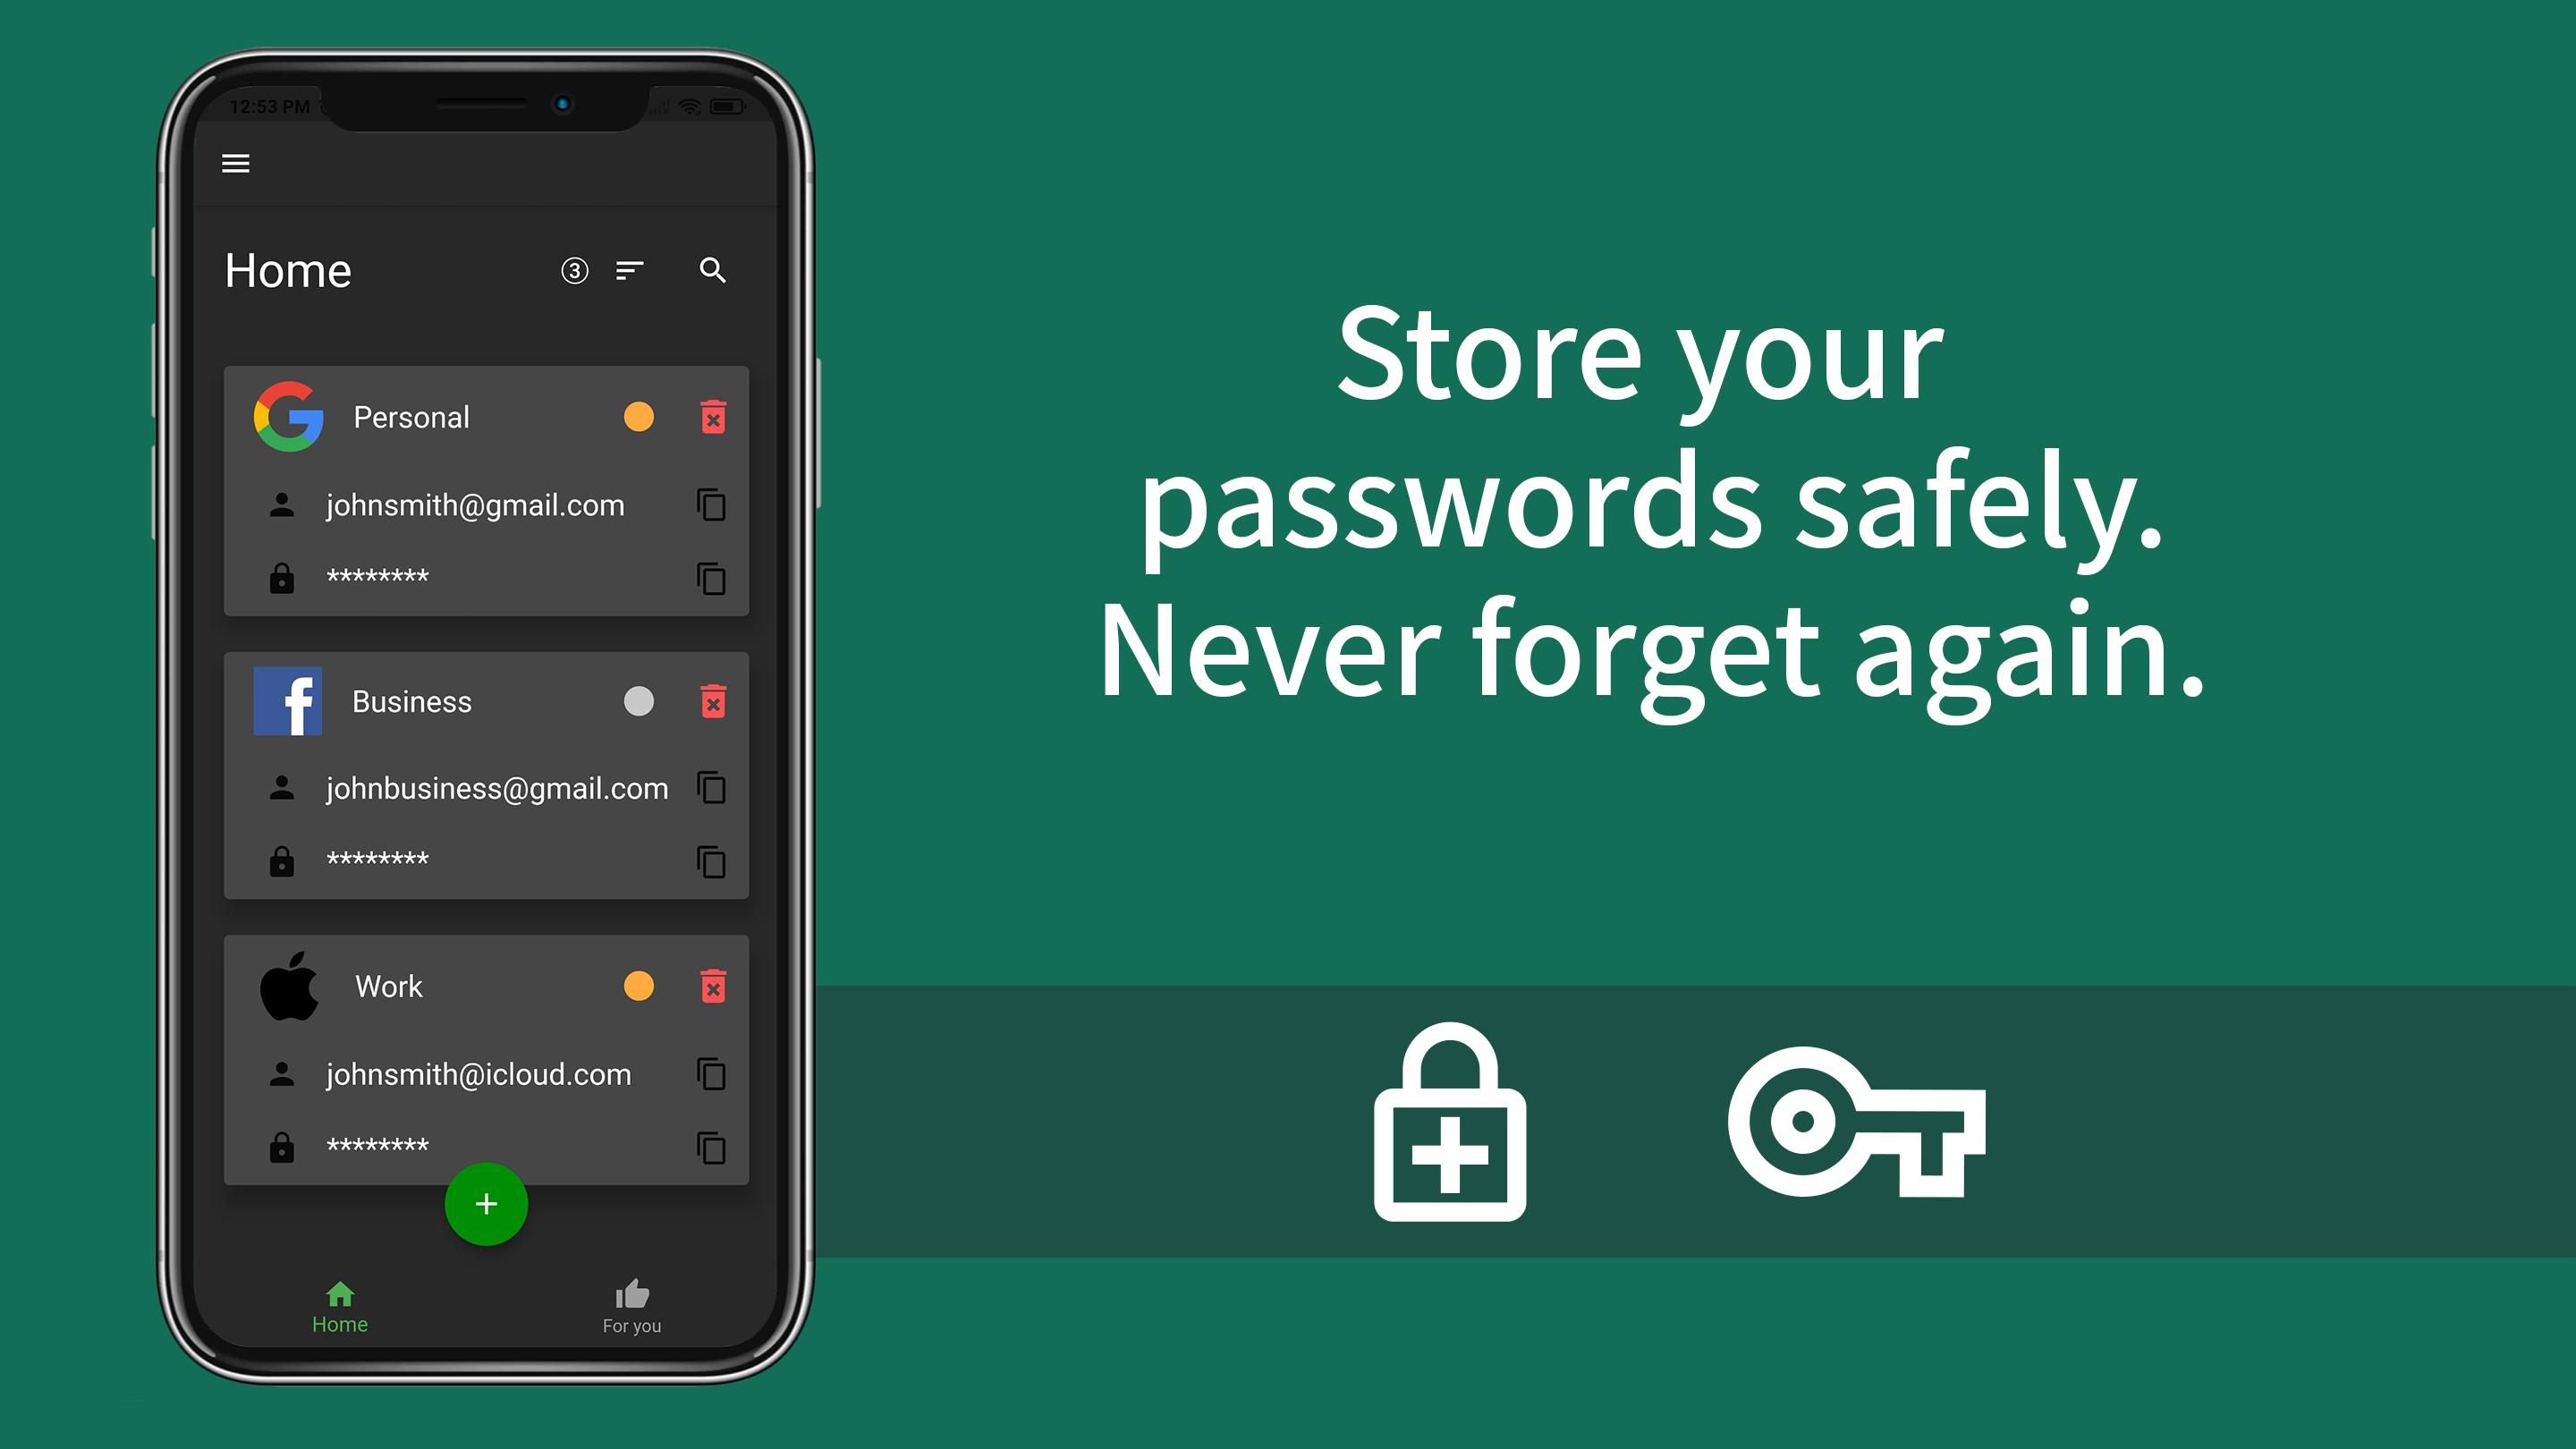 12:53 PM
Home
3
Personal
johnsmith@gmail.com
********
Business
johnbusiness@gmail.com
********
Work
johnsmith@icloud.com
********
Home
For you
Store your
passwords safely.
Never forget again.